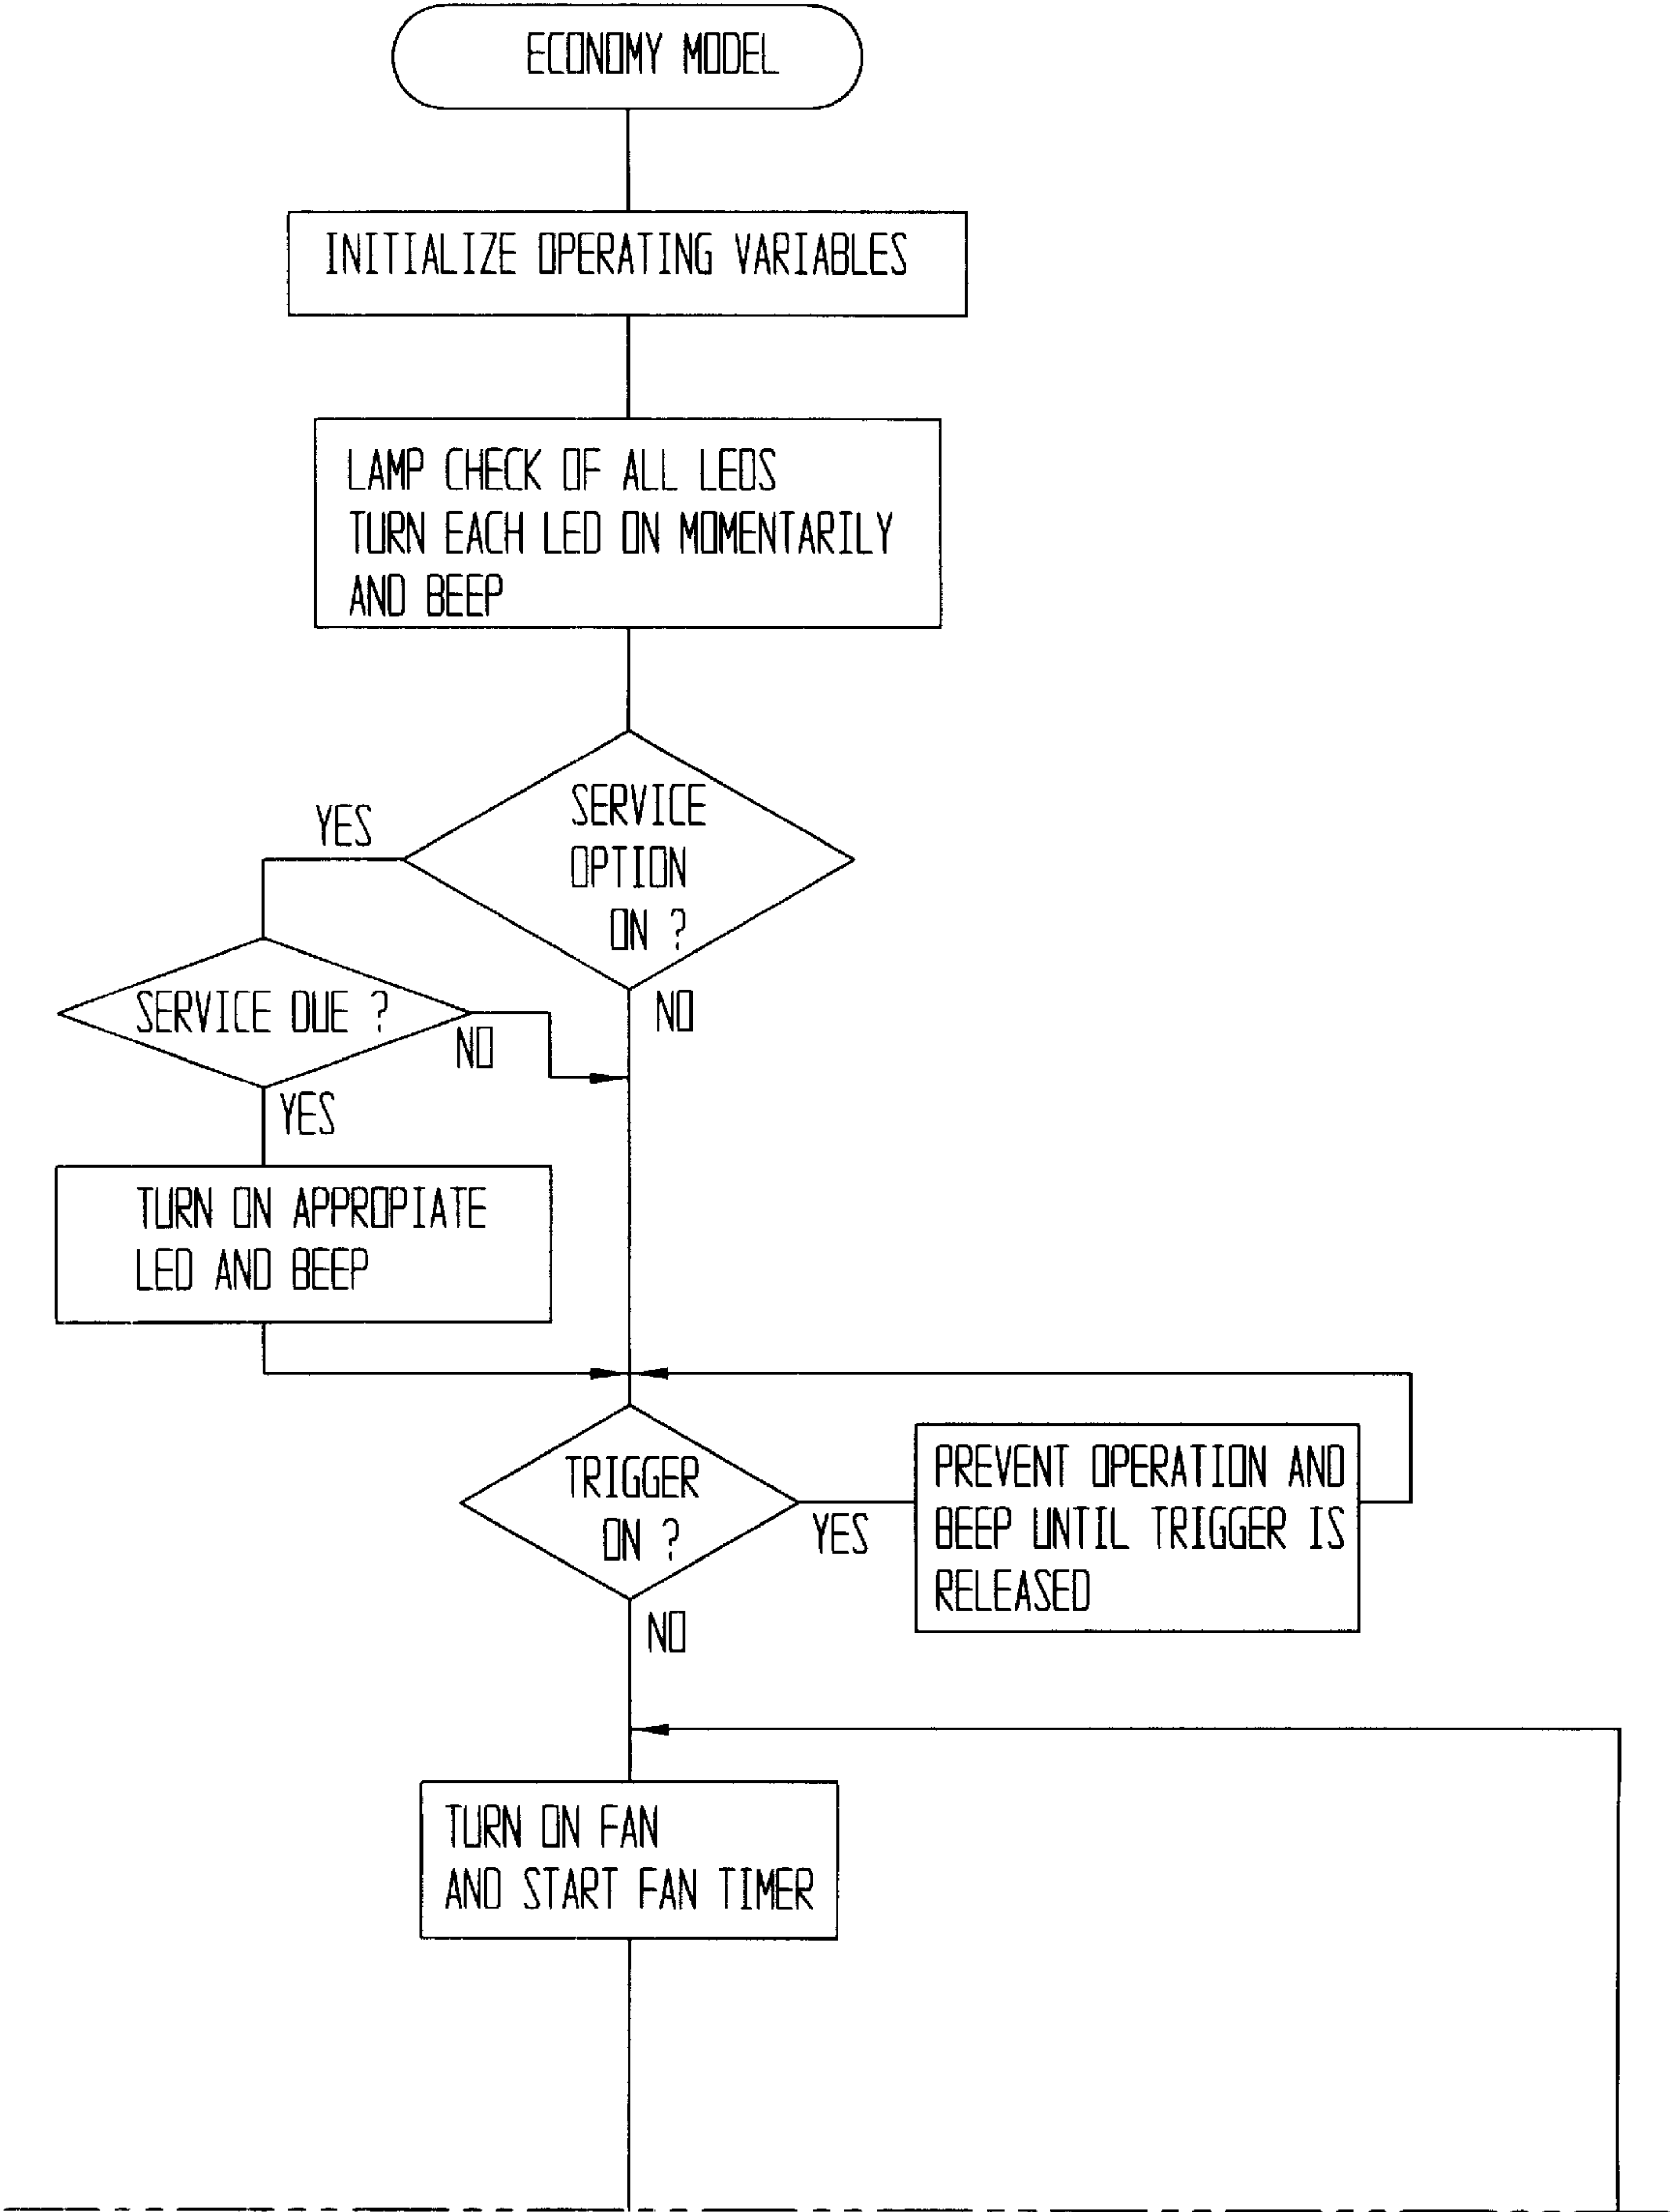 ECONOMY MODEL
INITIALIZE OPERATING VARIABLES
LAMP CHECK OF ALL LEDS
TURN EACH LED ON MOMENTARILY
AND BEEP
SERVICE
OPTION
ON ?
YES
NO
SERVICE DUE ?
NO
YES
TURN ON APPROPIATE
LED AND BEEP
TRIGGER
ON ?
YES
NO
PREVENT OPERATION AND
BEEP UNTIL TRIGGER IS
RELEASED
TURN ON FAN
AND START FAN TIMER